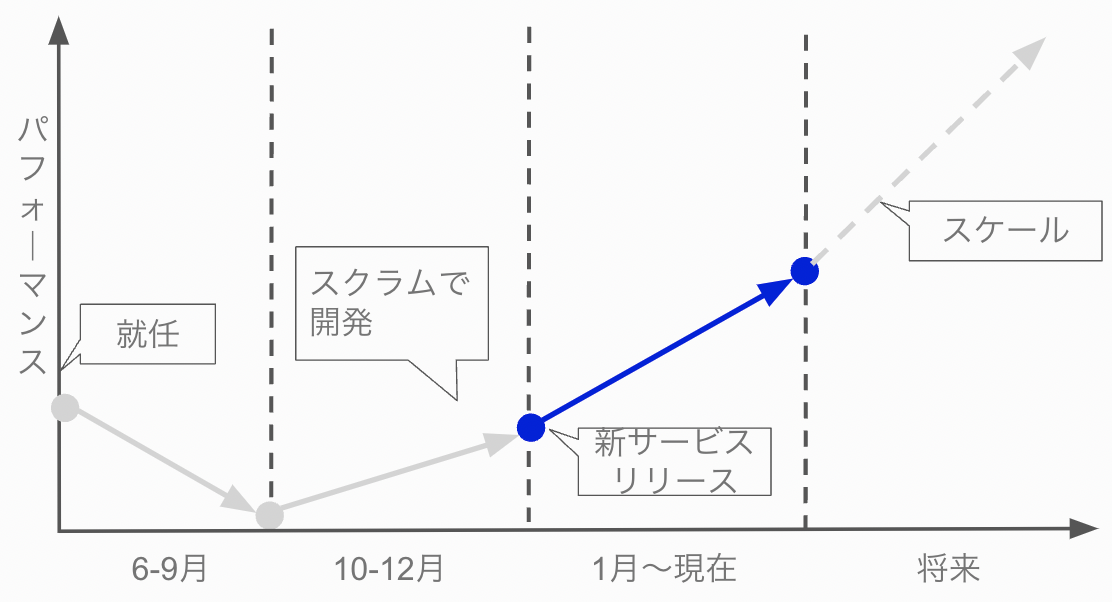 パフォーマンス
就任
スクラムで
開発
新サービス
リリース
スケール
6-9月
10-12月
1月〜現在
将来